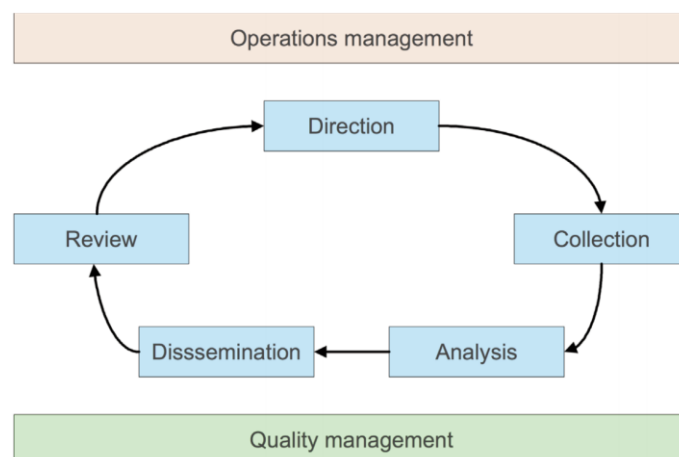 Operations management
Direction
Review
Collection
Disssemination
Analysis
Quality management